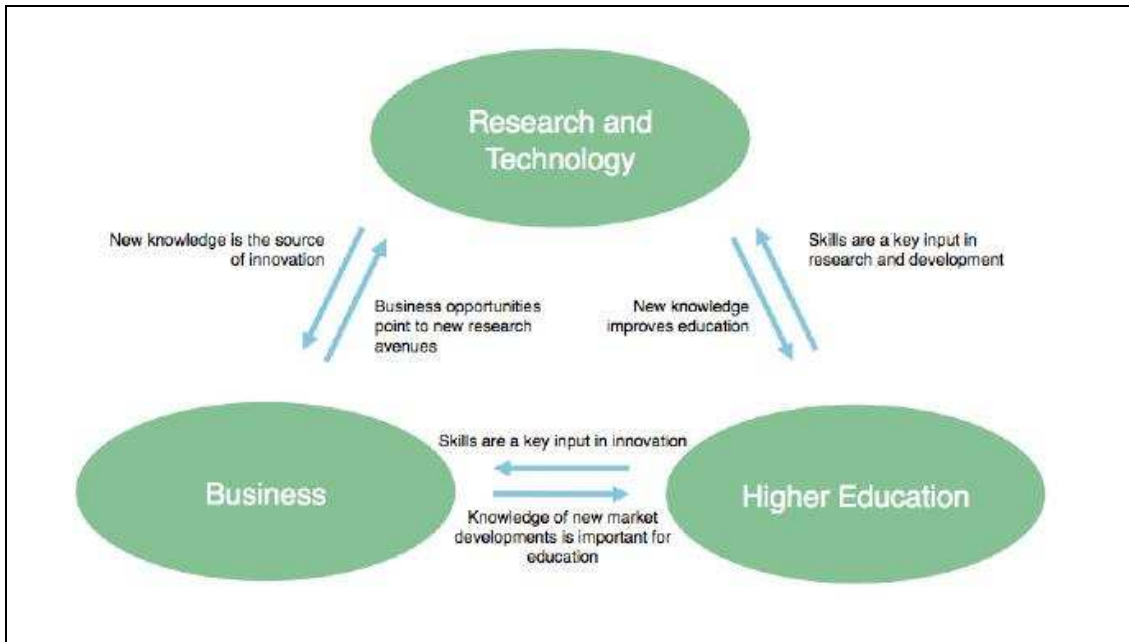 Research and
Technology
New knowledge is the source
of innovation
Skills are a key input in
research and development
Business opportunities
point to new research
avenues
New knowledge
improves education
Skills are a key input in innovation
Business
Higher Education
Knowledge of new market
developments is important for
education